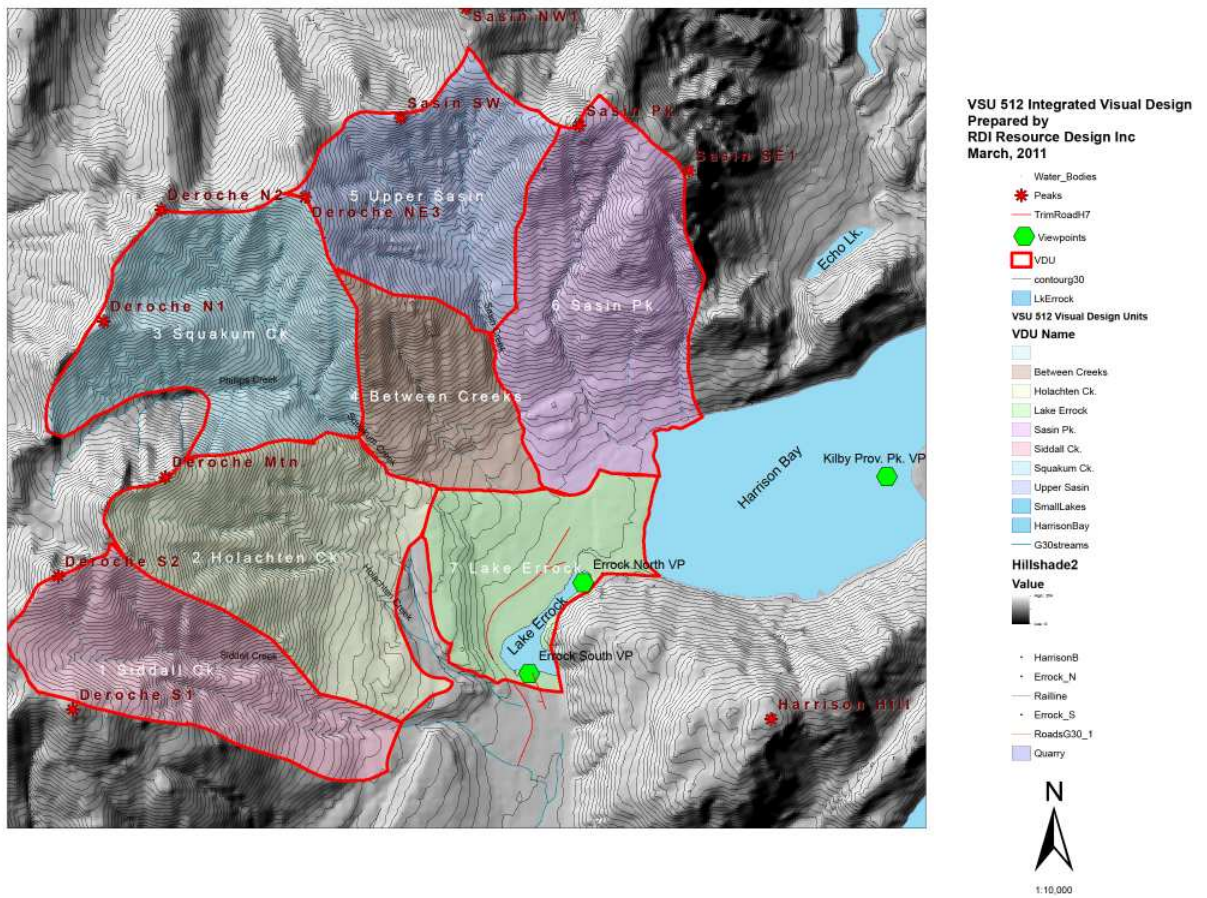 Sasin NW1
Sasin SW
Sasin Pk
Sasin SE1
Deroche N2
5 Upper Sasin
Deroche NE3
Echo Lk.
Deroche N1
3 Squakum Ck
6 Sasin Pk
Sasin Creek
Phillips Creek
4 Between Creeks
Squakum Creek
Deroche Mtn
Harrison Bay
Kilby Prov. Pk. VP
2 Holachten Ck
Deroche S2
Holachten Creek
7 Lake Errock
Errock North VP
Lake Errock
Siddall Creek
Errock South VP
1 Siddall Ck.
Deroche S1
Harrison Hill
VSU 512 Integrated Visual Design
Prepared by
RDI Resource Design Inc
March, 2011
Water_Bodies
Peaks
TrimRoadH7
Viewpoints
VDU
contourg30
LkErrock
VSU 512 Visual Design Units
VDU Name
Between Creeks
Holachten Ck.
Lake Errock
Sasin Pk.
Siddall Ck.
Squakum Ck.
Upper Sasin
SmallLakes
HarrisonBay
G30streams
Hillshade2
Value
HarrisonB
Errock_N
Railline
Errock_S
RoadsG30_1
Quarry
N
1:10,000